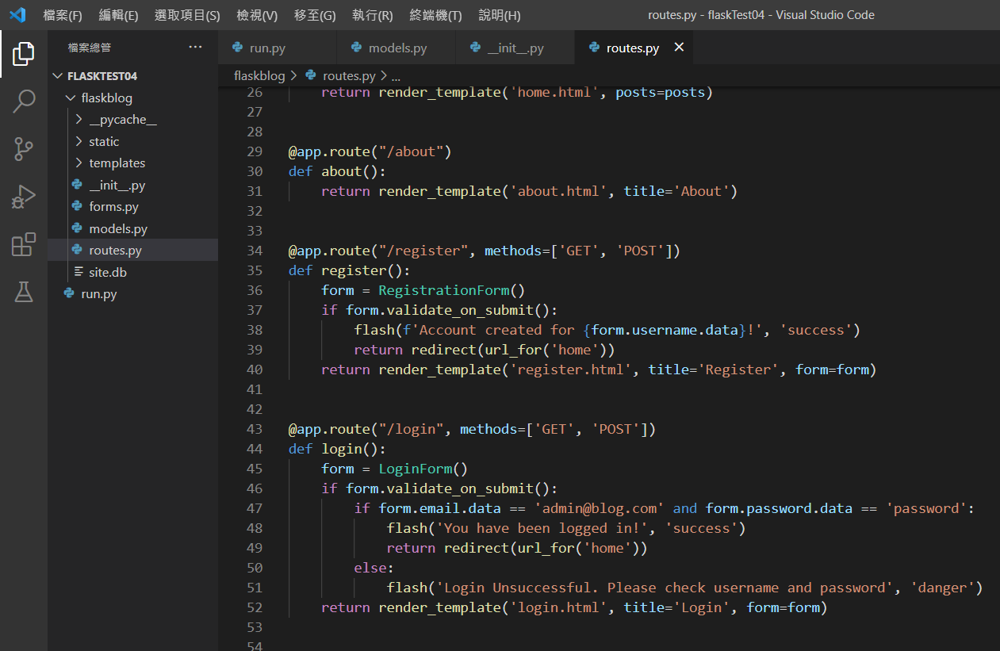 檔案(F) 編輯(E) 選取項目(S) 檢視(V) 移至(G) 執行(R) 終端機(T) 說明(H) routes.py - flaskTest04 - Visual Studio Code
檔案總管 ···
FLASKTEST04
flaskblog
__pycache__
static
templates
__init__.py
forms.py
models.py
routes.py
site.db
run.py
run.py models.py __init__.py routes.py ×
flaskblog > routes.py > ...
26     return render_template('home.html', posts=posts)
27
28
29 @app.route("/about")
30 def about():
31     return render_template('about.html', title='About')
32
33
34 @app.route("/register", methods=['GET', 'POST'])
35 def register():
36     form = RegistrationForm()
37     if form.validate_on_submit():
38         flash(f'Account created for {form.username.data}!', 'success')
39         return redirect(url_for('home'))
40     return render_template('register.html', title='Register', form=form)
41
42
43 @app.route("/login", methods=['GET', 'POST'])
44 def login():
45     form = LoginForm()
46     if form.validate_on_submit():
47         if form.email.data == 'admin@blog.com' and form.password.data == 'password':
48             flash('You have been logged in!', 'success')
49             return redirect(url_for('home'))
50         else:
51             flash('Login Unsuccessful. Please check username and password', 'danger')
52     return render_template('login.html', title='Login', form=form)
53
54